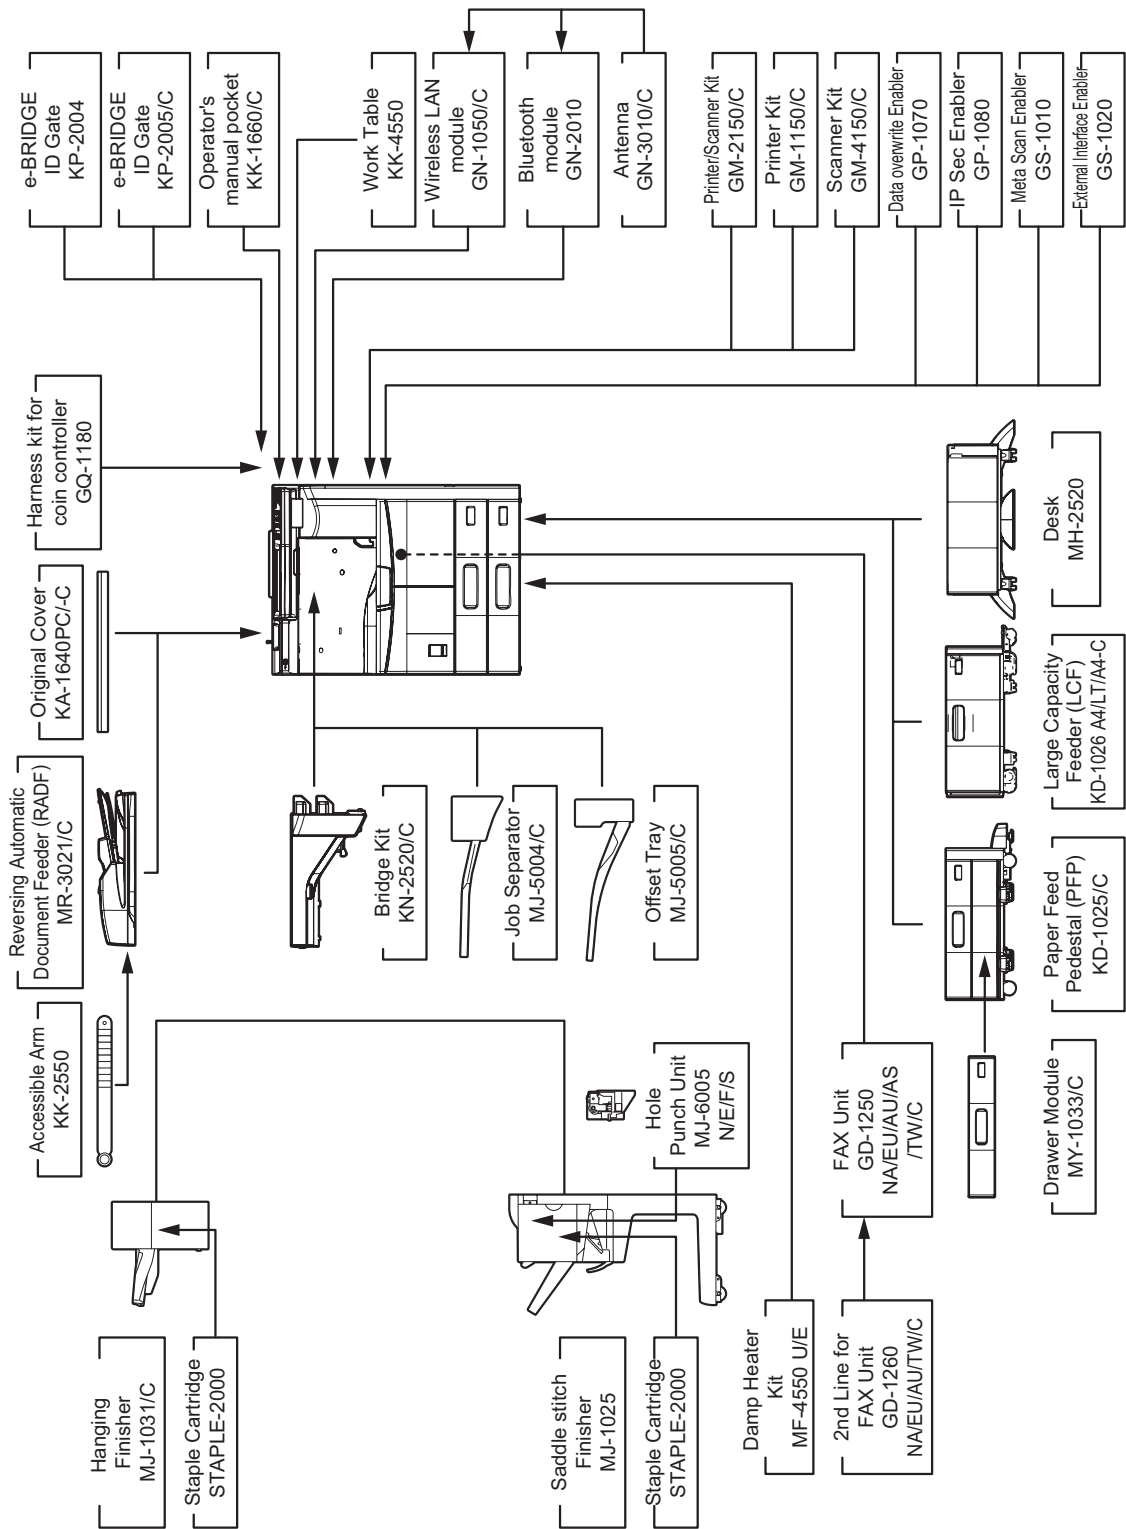 Hanging
Finisher
MJ-1031/C
Staple Cartridge
STAPLE-2000
Saddle stitch
Finisher
MJ-1025
Staple Cartridge
STAPLE-2000
Damp Heater
Kit
MF-4550 U/E
2nd Line for
FAX Unit
GD-1260
NA/EU/AU/TW/C
Accessible Arm
KK-2550
Hole
Punch Unit
MJ-6005
N/E/F/S
FAX Unit
GD-1250
NA/EU/AU/AS
/TW/C
Drawer Module
MY-1033/C
Reversing Automatic
Document Feeder (RADF)
MR-3021/C
Bridge Kit
KN-2520/C
Job Separator
MJ-5004/C
Offset Tray
MJ-5005/C
Paper Feed
Pedestal (PFP)
KD-1025/C
Original Cover
KA-1640PC/-C
Large Capacity
Feeder (LCF)
KD-1026 A4/LT/A4-C
Harness kit for
coin controller
GQ-1180
Desk
MH-2520
e-BRIDGE
ID Gate
KP-2004
e-BRIDGE
ID Gate
KP-2005/C
Operator's
manual pocket
KK-1660/C
Work Table
KK-4550
Wireless LAN
module
GN-1050/C
Bluetooth
module
GN-2010
Antenna
GN-3010/C
Printer/Scanner Kit
GM-2150/C
Printer Kit
GM-1150/C
Scanner Kit
GM-4150/C
Data overwrite Enabler
GP-1070
IP Sec Enabler
GP-1080
Meta Scan Enabler
GS-1010
External Interface Enabler
GS-1020